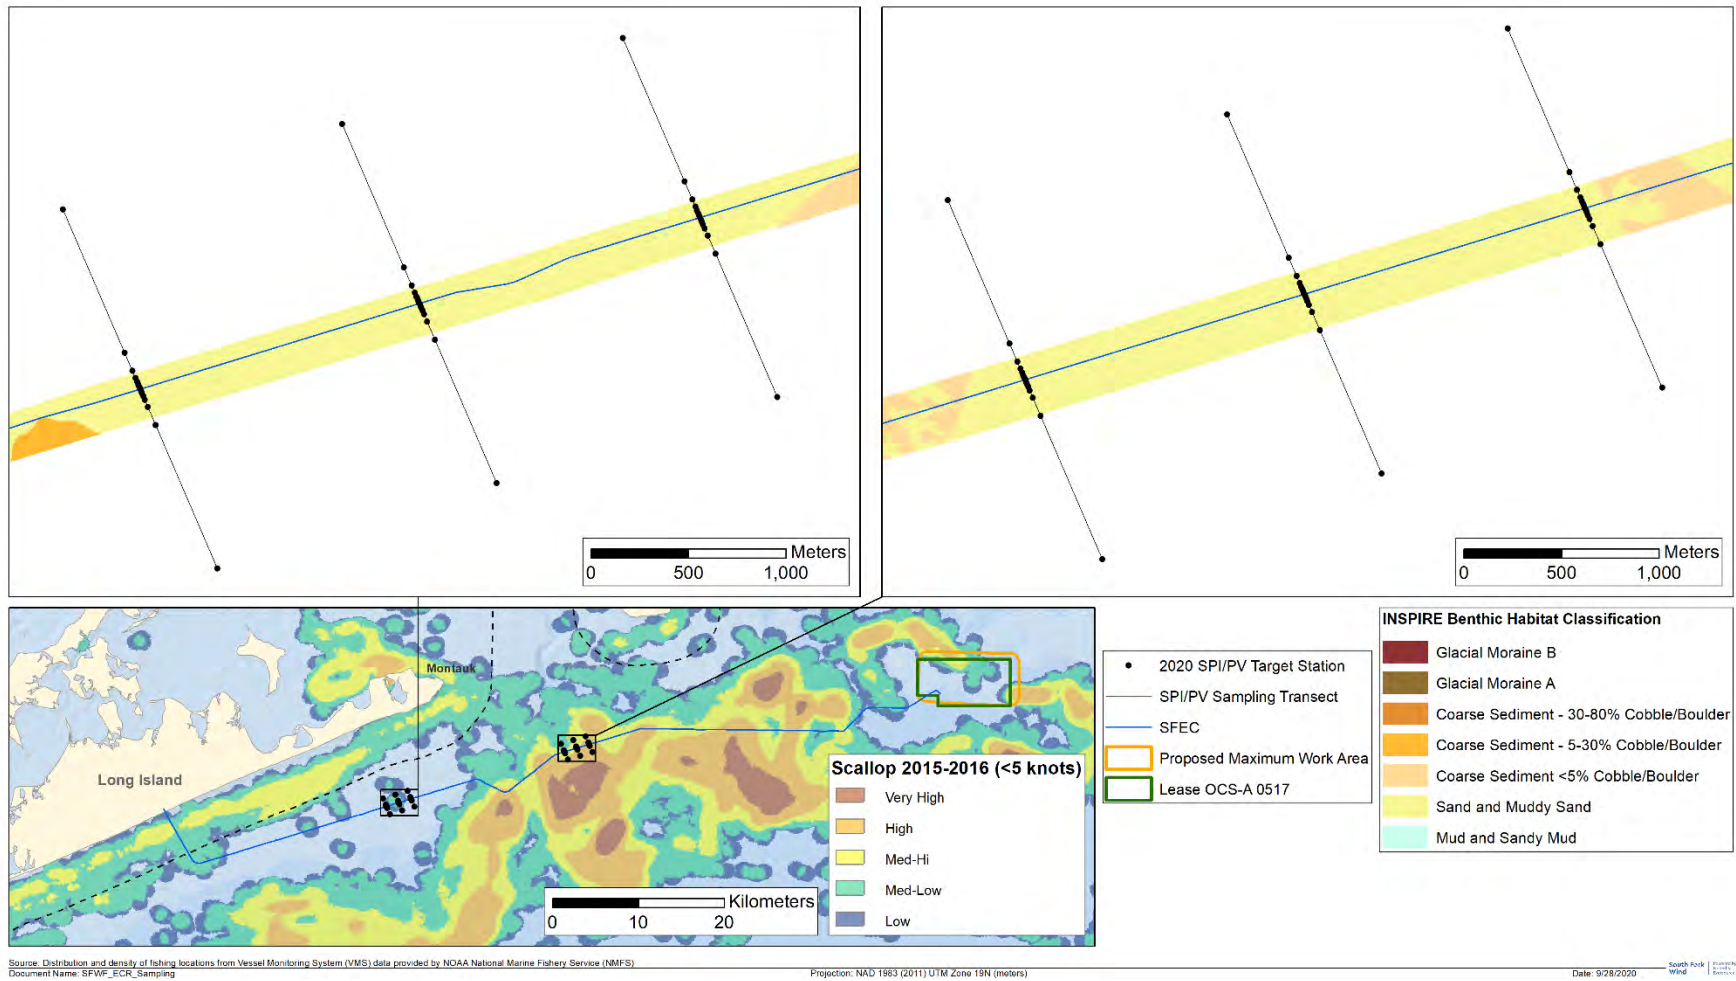 Meters
0 500 1,000
Meters
0 500 1,000
Montauk
Long Island
Scallop 2015-2016 (<5 knots)
Very High
High
Med-Hi
Med-Low
Low
Kilometers
0 10 20
2020 SPI/PV Target Station
SPI/PV Sampling Transect
SFEC
Proposed Maximum Work Area
Lease OCS-A 0517
INSPIRE Benthic Habitat Classification
Glacial Moraine B
Glacial Moraine A
Coarse Sediment - 30-80% Cobble/Boulder
Coarse Sediment - 5-30% Cobble/Boulder
Coarse Sediment <5% Cobble/Boulder
Sand and Muddy Sand
Mud and Sandy Mud
Source: Distribution and density of fishing locations from Vessel Monitoring System (VMS) data provided by NOAA National Marine Fishery Service (NMFS)
Document Name: SFWF_ECR_Sampling
Projection: NAD 1983 (2011) UTM Zone 19N (meters)
Date: 9/28/2020
South Fork
Wind